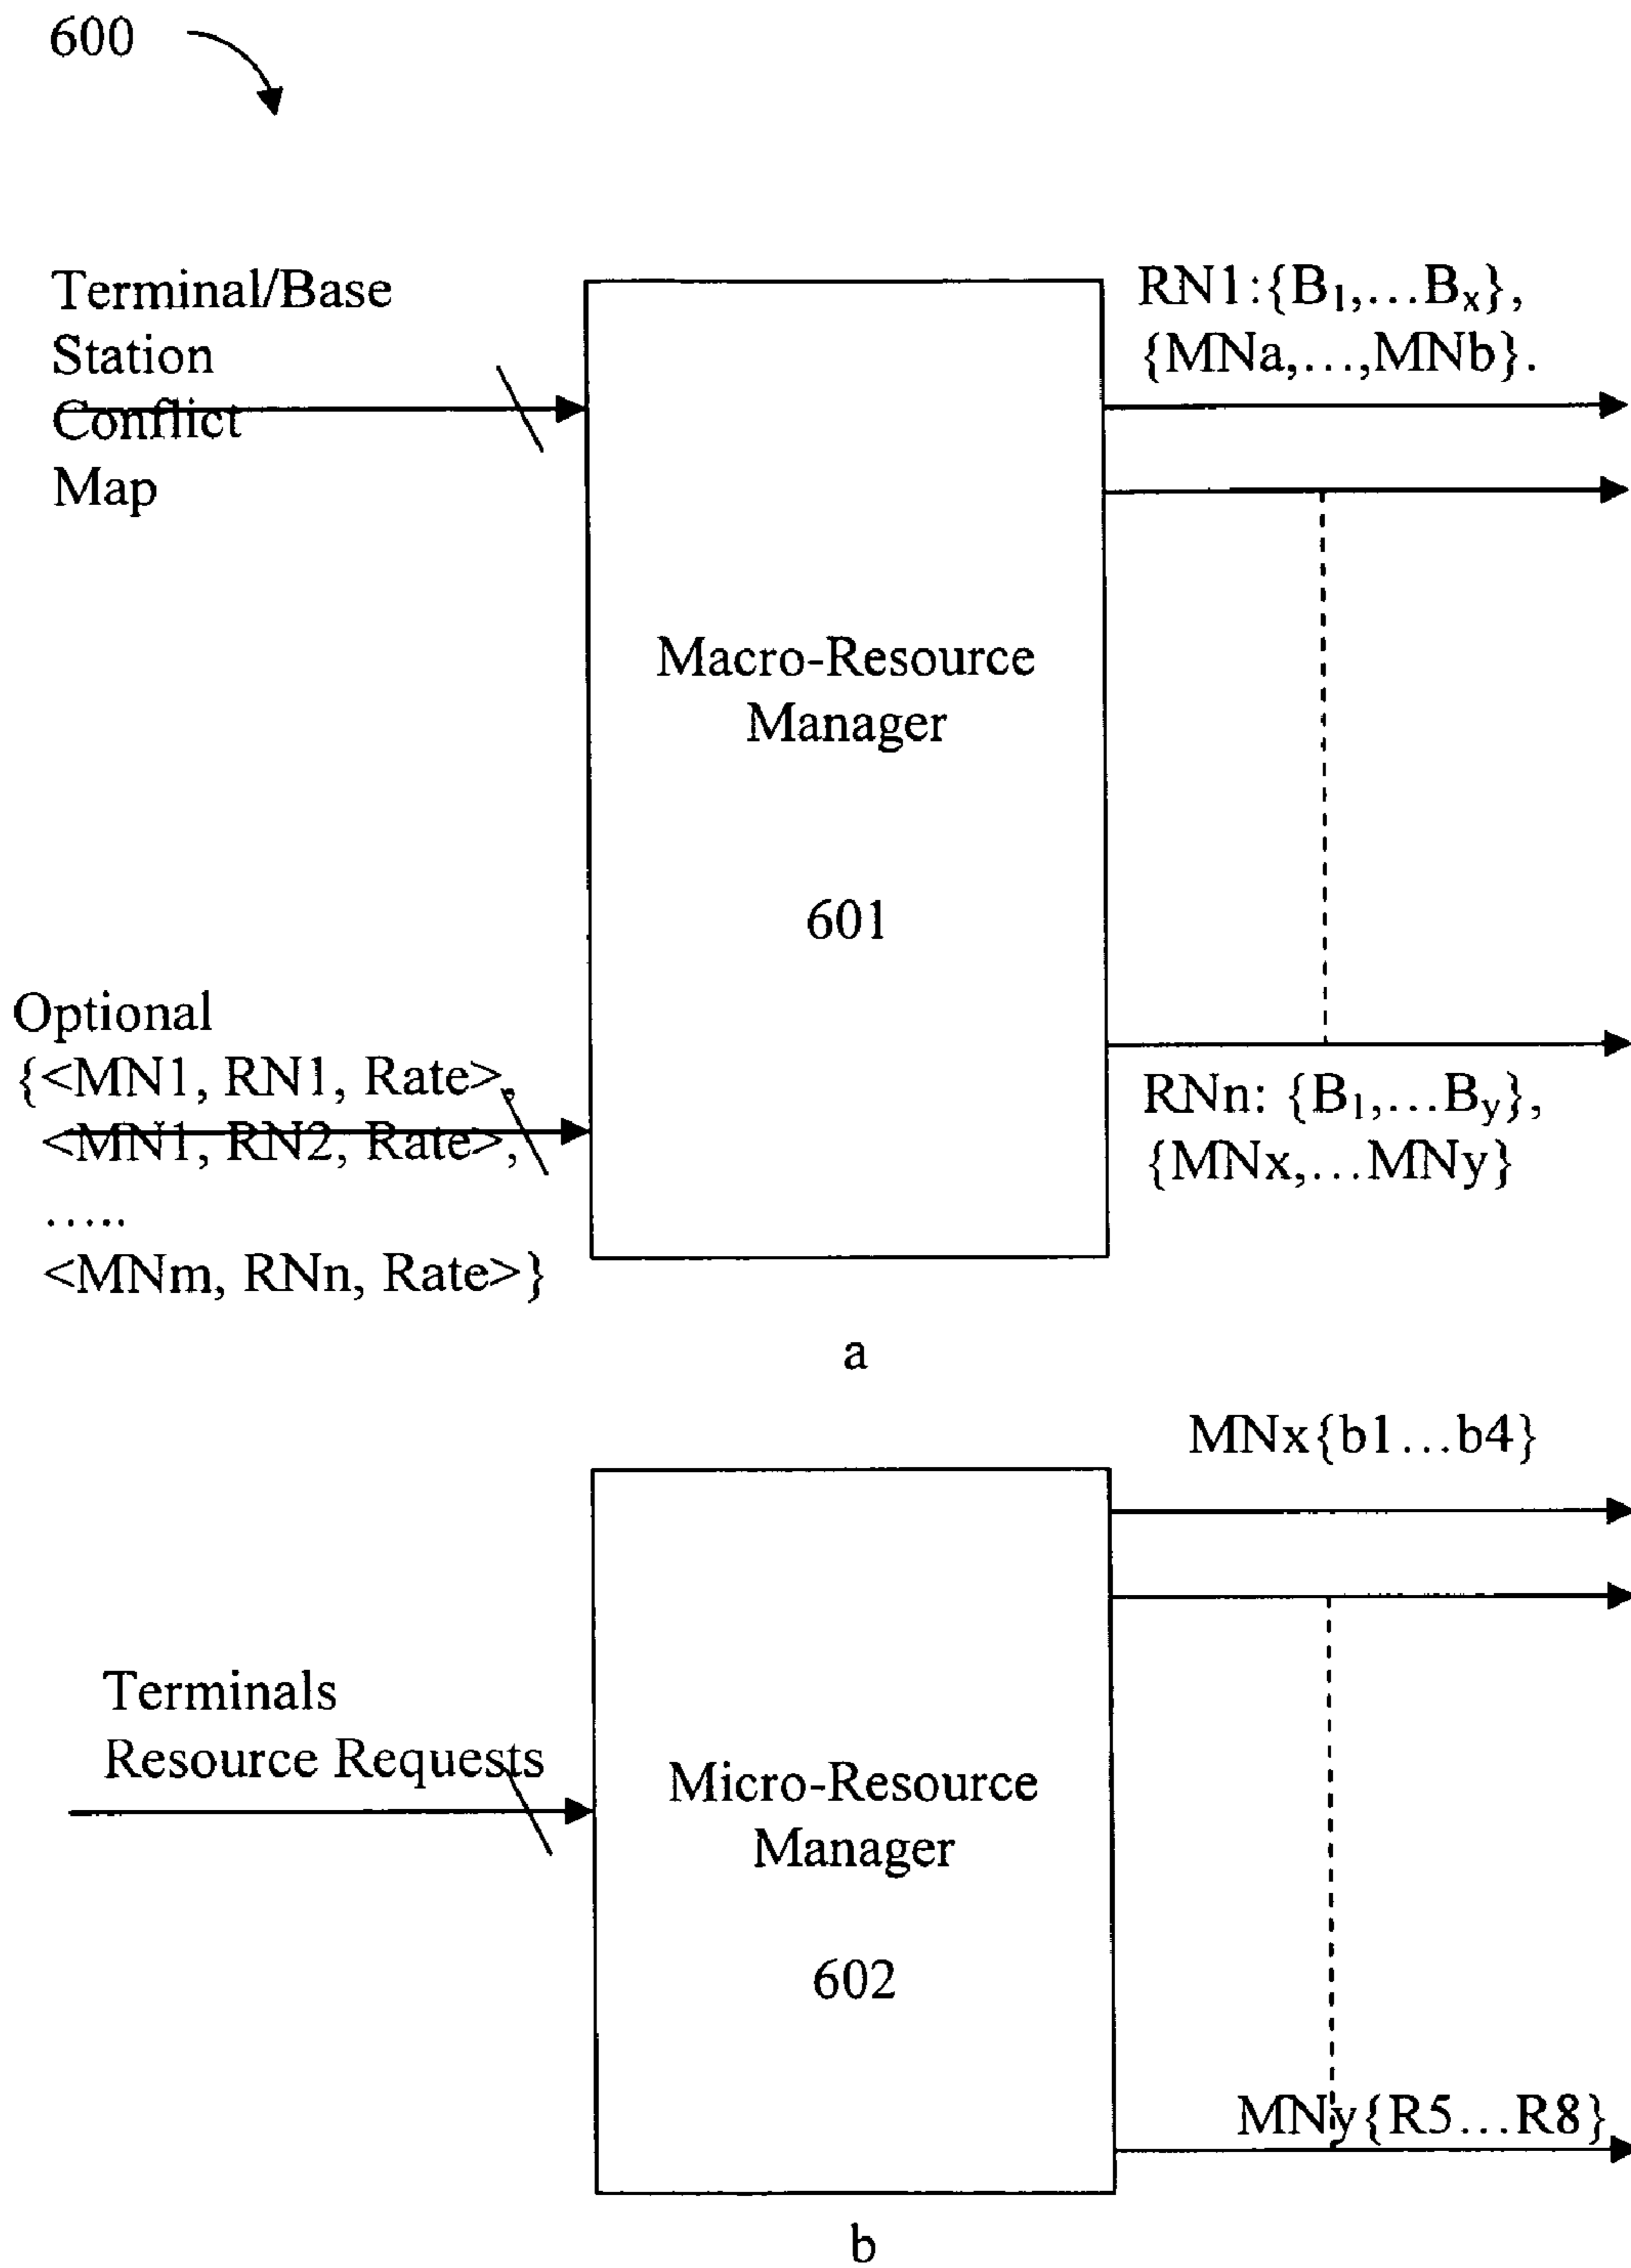 600
Terminal/Base
Station
Conflict
Map
RN1:{B₁,…Bₓ},
{MNa,…,MNb}.
Macro-Resource
Manager
601
Optional
{<MN1, RN1, Rate>,
<MN1, RN2, Rate>,
…..
<MNm, RNn, Rate>}
RNn: {B₁,…By},
{MNx,…MNy}
a
MNx{b1…b4}
Terminals
Resource Requests
Micro-Resource
Manager
602
MNy{R5…R8}
b